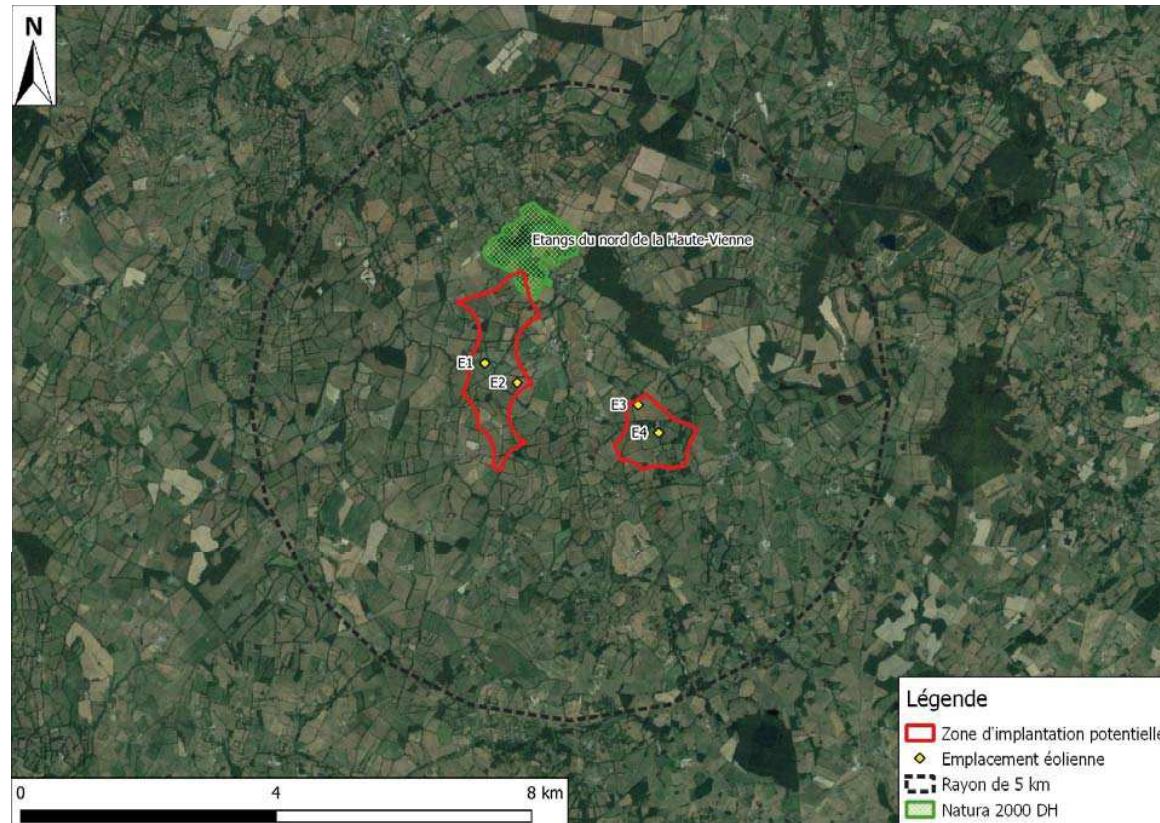 N
Etangs du nord de la Haute-Vienne
E1
E2
E3
E4
Légende
Zone d'implantation potentielle
Emplacement éolienne
Rayon de 5 km
Natura 2000 DH
0 4 8 km